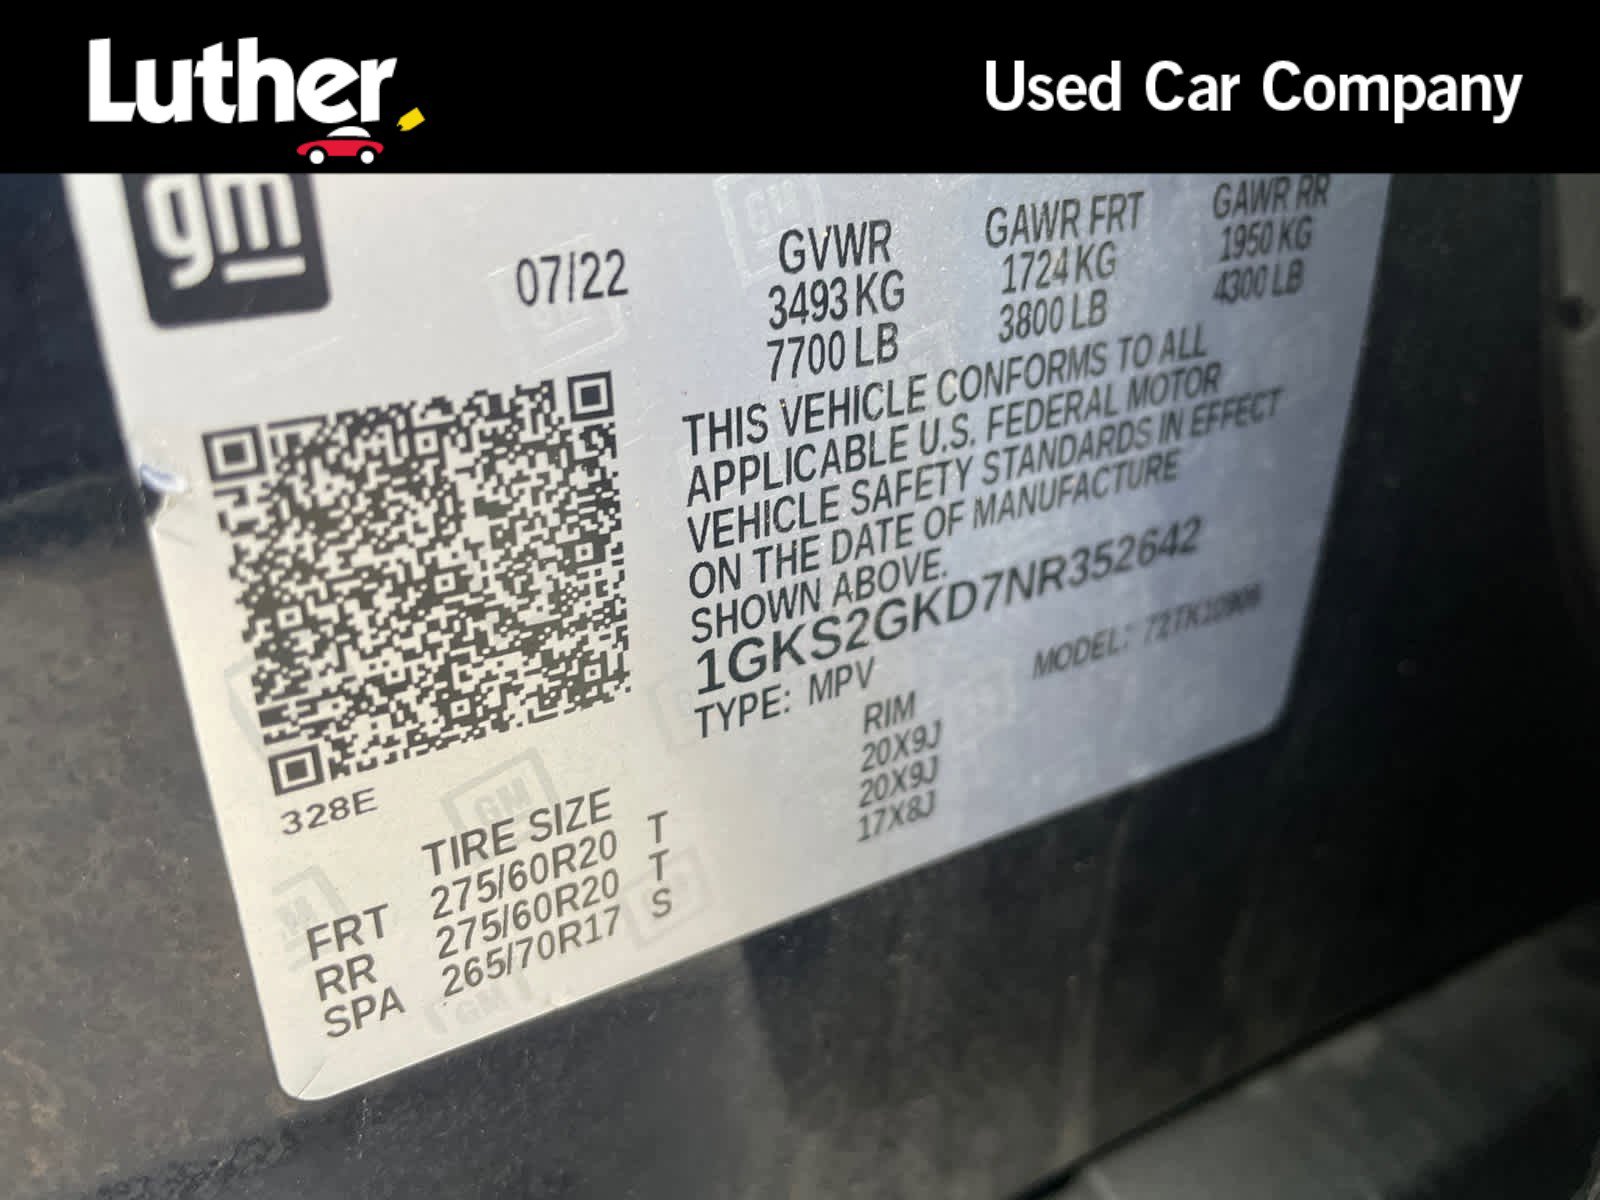 Luther
Used Car Company
gm
07/22
GVWR
3493 KG
7700 LB
GAWR FRT
1724 KG
3800 LB
GAWR RR
1950 KG
4300 LB
THIS VEHICLE CONFORMS TO ALL
APPLICABLE U.S. FEDERAL MOTOR
VEHICLE SAFETY STANDARDS IN EFFECT
ON THE DATE OF MANUFACTURE
SHOWN ABOVE.
1GKS2GKD7NR352642
TYPE: MPV MODEL:
328E
TIRE SIZE RIM
FRT 275/60R20 T 20X9J
RR 275/60R20 T 20X9J
SPA 265/70R17 S 17X8J